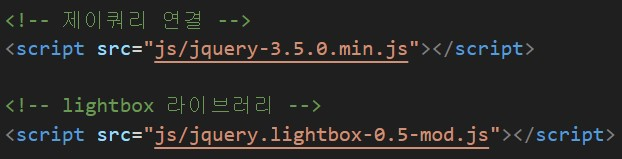 <!-- 제이쿼리 연결 -->
<script src="js/jquery-3.5.0.min.js"></script>
<!-- lightbox 라이브러리 -->
<script src="js/jquery.lightbox-0.5-mod.js"></script>